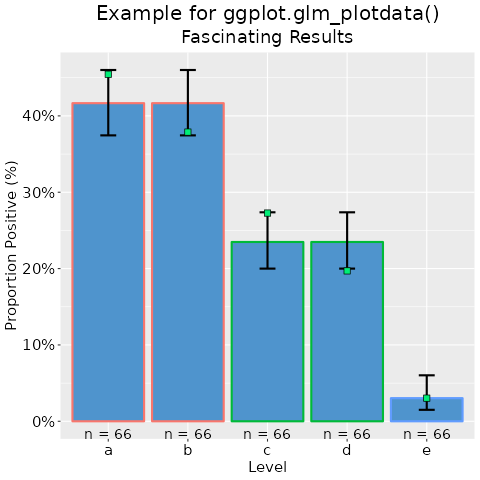 Example for ggplot.glm_plotdata()
Fascinating Results
Proportion Positive (%)
40%
30%
20%
10%
0%
n = 66 n = 66 n = 66 n = 66 n = 66
a b c d e
Level